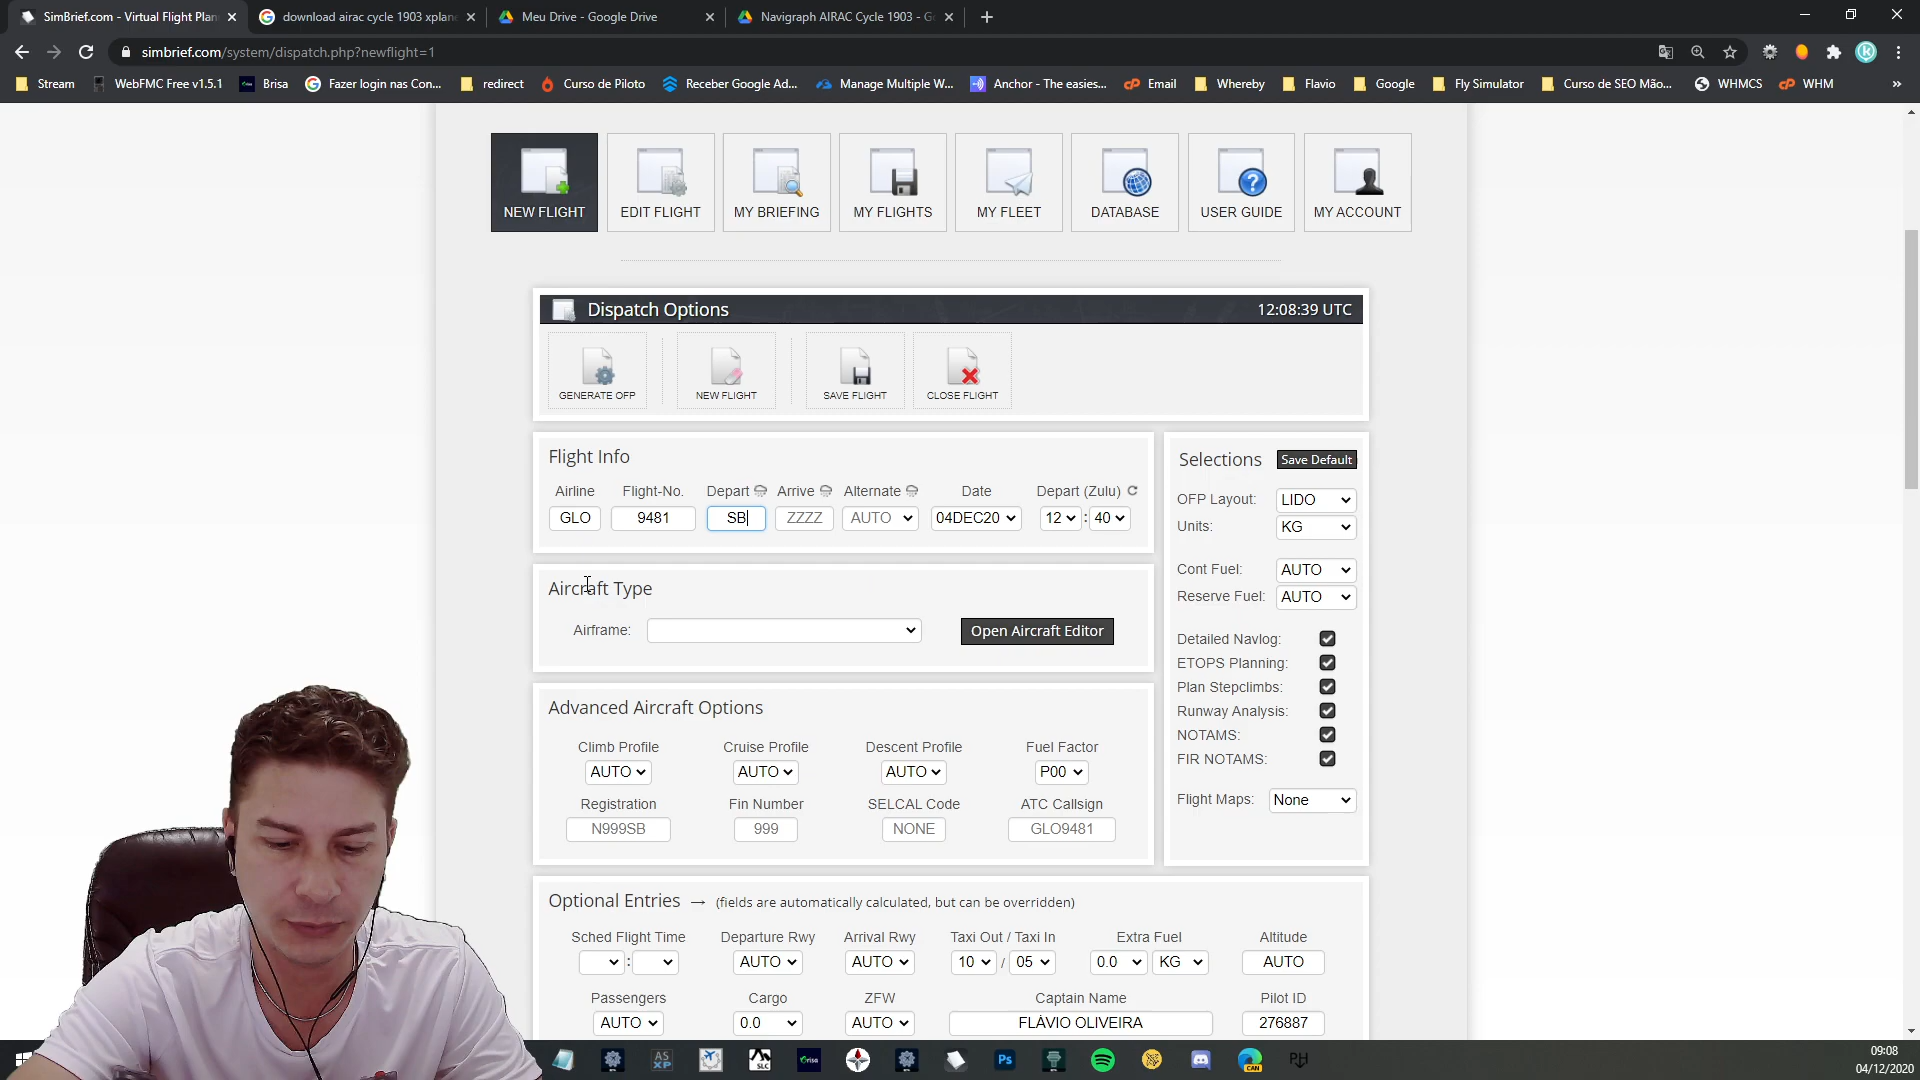 SimBrief.com - Virtual Flight Plan
download airac cycle 1903 xplane
Meu Drive - Google Drive
Navigraph AIRAC Cycle 1903 - Go
simbrief.com/system/dispatch.php?newflight=1
Stream
WebFMC Free v1.5.1
Brisa
Fazer login nas Con...
redirect
Curso de Piloto
Receber Google Ad...
Manage Multiple W...
Anchor - The easies...
Email
Whereby
Flavio
Google
Fly Simulator
Curso de SEO Mão...
WHMCS
WHM
NEW FLIGHT
EDIT FLIGHT
MY BRIEFING
MY FLIGHTS
MY FLEET
DATABASE
USER GUIDE
MY ACCOUNT
Dispatch Options
12:08:39 UTC
GENERATE OFP
NEW FLIGHT
SAVE FLIGHT
CLOSE FLIGHT
Flight Info
Airline Flight-No. Depart Arrive Alternate Date Depart (Zulu)
GLO 9481 SB ZZZZ AUTO 04DEC20 12 : 40
Selections Save Default
OFP Layout: LIDO
Units: KG
Cont Fuel: AUTO
Reserve Fuel: AUTO
Detailed Navlog:
ETOPS Planning:
Plan Stepclimbs:
Runway Analysis:
NOTAMS:
FIR NOTAMS:
Flight Maps: None
Aircraft Type
Airframe:
Open Aircraft Editor
Advanced Aircraft Options
Climb Profile Cruise Profile Descent Profile Fuel Factor
AUTO AUTO AUTO P00
Registration Fin Number SELCAL Code ATC Callsign
N999SB 999 NONE GLO9481
Optional Entries → (fields are automatically calculated, but can be overridden)
Sched Flight Time Departure Rwy Arrival Rwy Taxi Out / Taxi In Extra Fuel Altitude
: AUTO AUTO 10 / 05 0.0 KG AUTO
Passengers Cargo ZFW Captain Name Pilot ID
AUTO 0.0 AUTO FLÁVIO OLIVEIRA 276887
AS
XP
SLC
Brisa
Ps
CAN
PH
09:08
04/12/2020